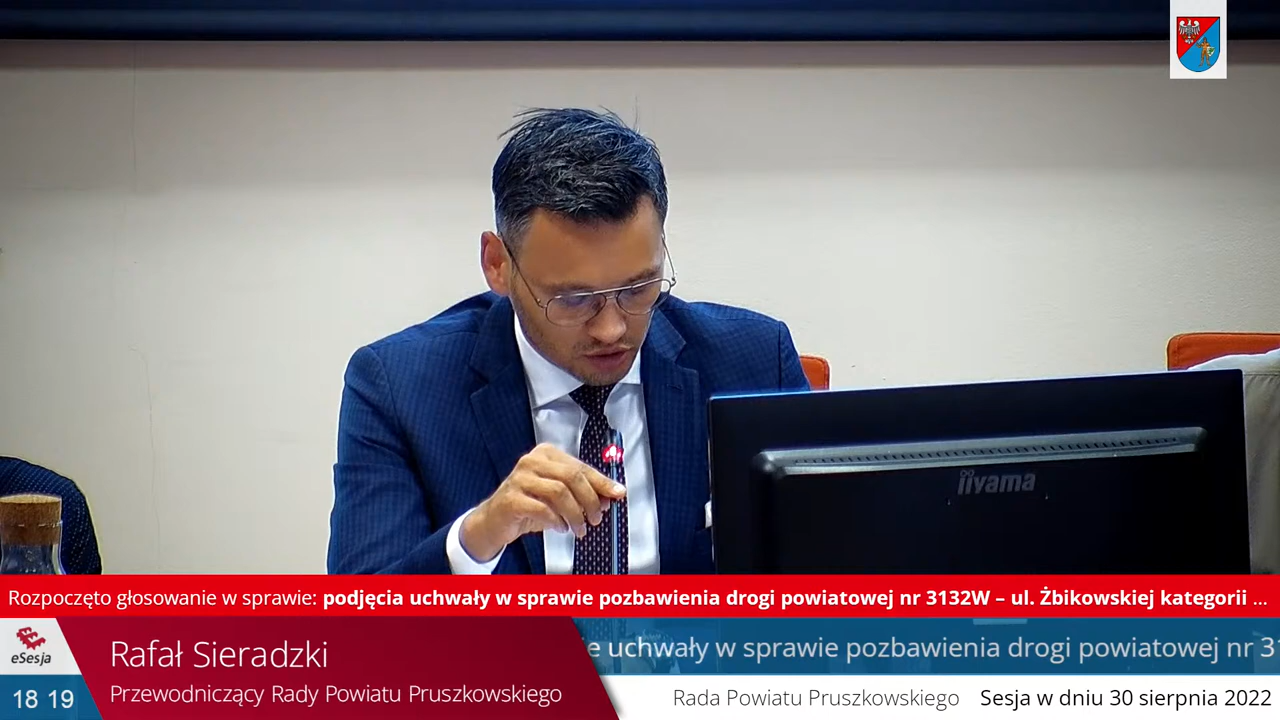 iiyama
Rozpoczęto głosowanie w sprawie: podjęcia uchwały w sprawie pozbawienia drogi powiatowej nr 3132W – ul. Żbikowskiej kategorii ...
eSesja
Rafał Sieradzki
e uchwały w sprawie pozbawienia drogi powiatowej nr 31
18 19
Przewodniczący Rady Powiatu Pruszkowskiego
Rada Powiatu Pruszkowskiego Sesja w dniu 30 sierpnia 2022